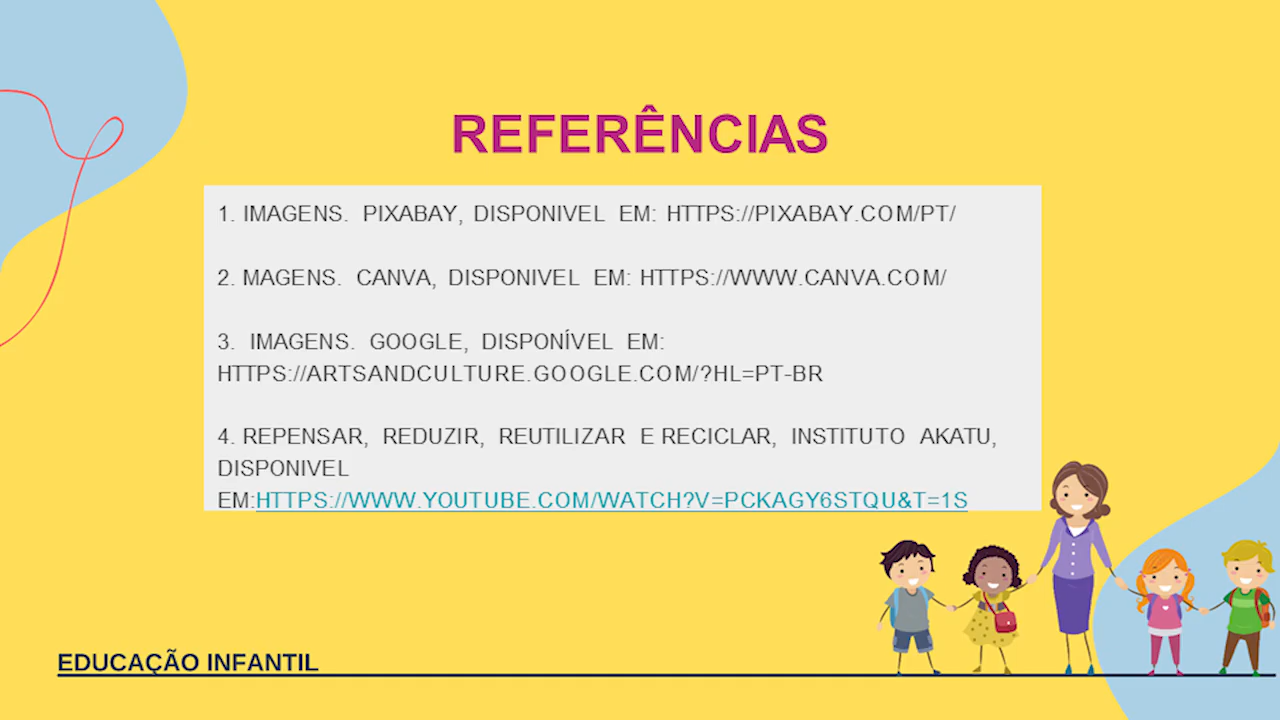 REFERÊNCIAS
1. IMAGENS. PIXABAY, DISPONIVEL EM: HTTPS://PIXABAY.COM/PT/
2. MAGENS. CANVA, DISPONIVEL EM: HTTPS://WWW.CANVA.COM/
3. IMAGENS. GOOGLE, DISPONÍVEL EM:
HTTPS://ARTSANDCULTURE.GOOGLE.COM/?HL=PT-BR
4. REPENSAR, REDUZIR, REUTILIZAR E RECICLAR, INSTITUTO AKATU,
DISPONIVEL
EM:HTTPS://WWW.YOUTUBE.COM/WATCH?V=PCKAGY6STQU&T=1S
EDUCAÇÃO INFANTIL